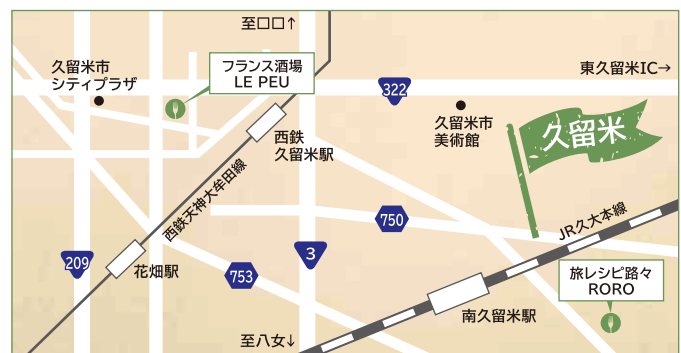 至□□↑
久留米市
シティプラザ
フランス酒場
LE PEU
東久留米IC→
322
久留米市
美術館
久留米
西鉄
久留米駅
西鉄天神大牟田線
750
JR久大本線
209
花畑駅
753
3
旅レシピ路々
RORO
南久留米駅
至八女↓